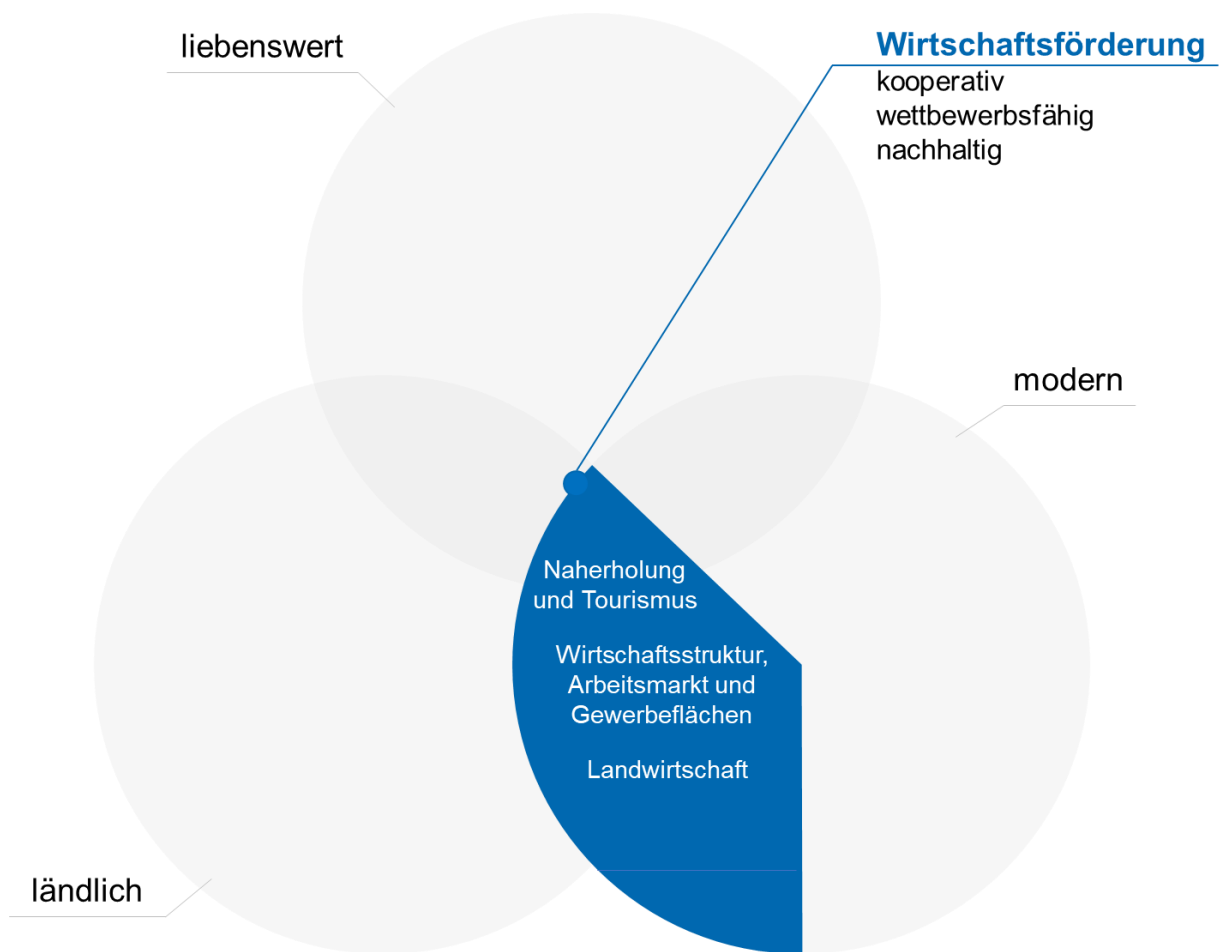 liebenswert
Wirtschaftsförderung
kooperativ
wettbewerbsfähig
nachhaltig
modern
Naherholung
und Tourismus
Wirtschaftsstruktur,
Arbeitsmarkt und
Gewerbeflächen
Landwirtschaft
ländlich